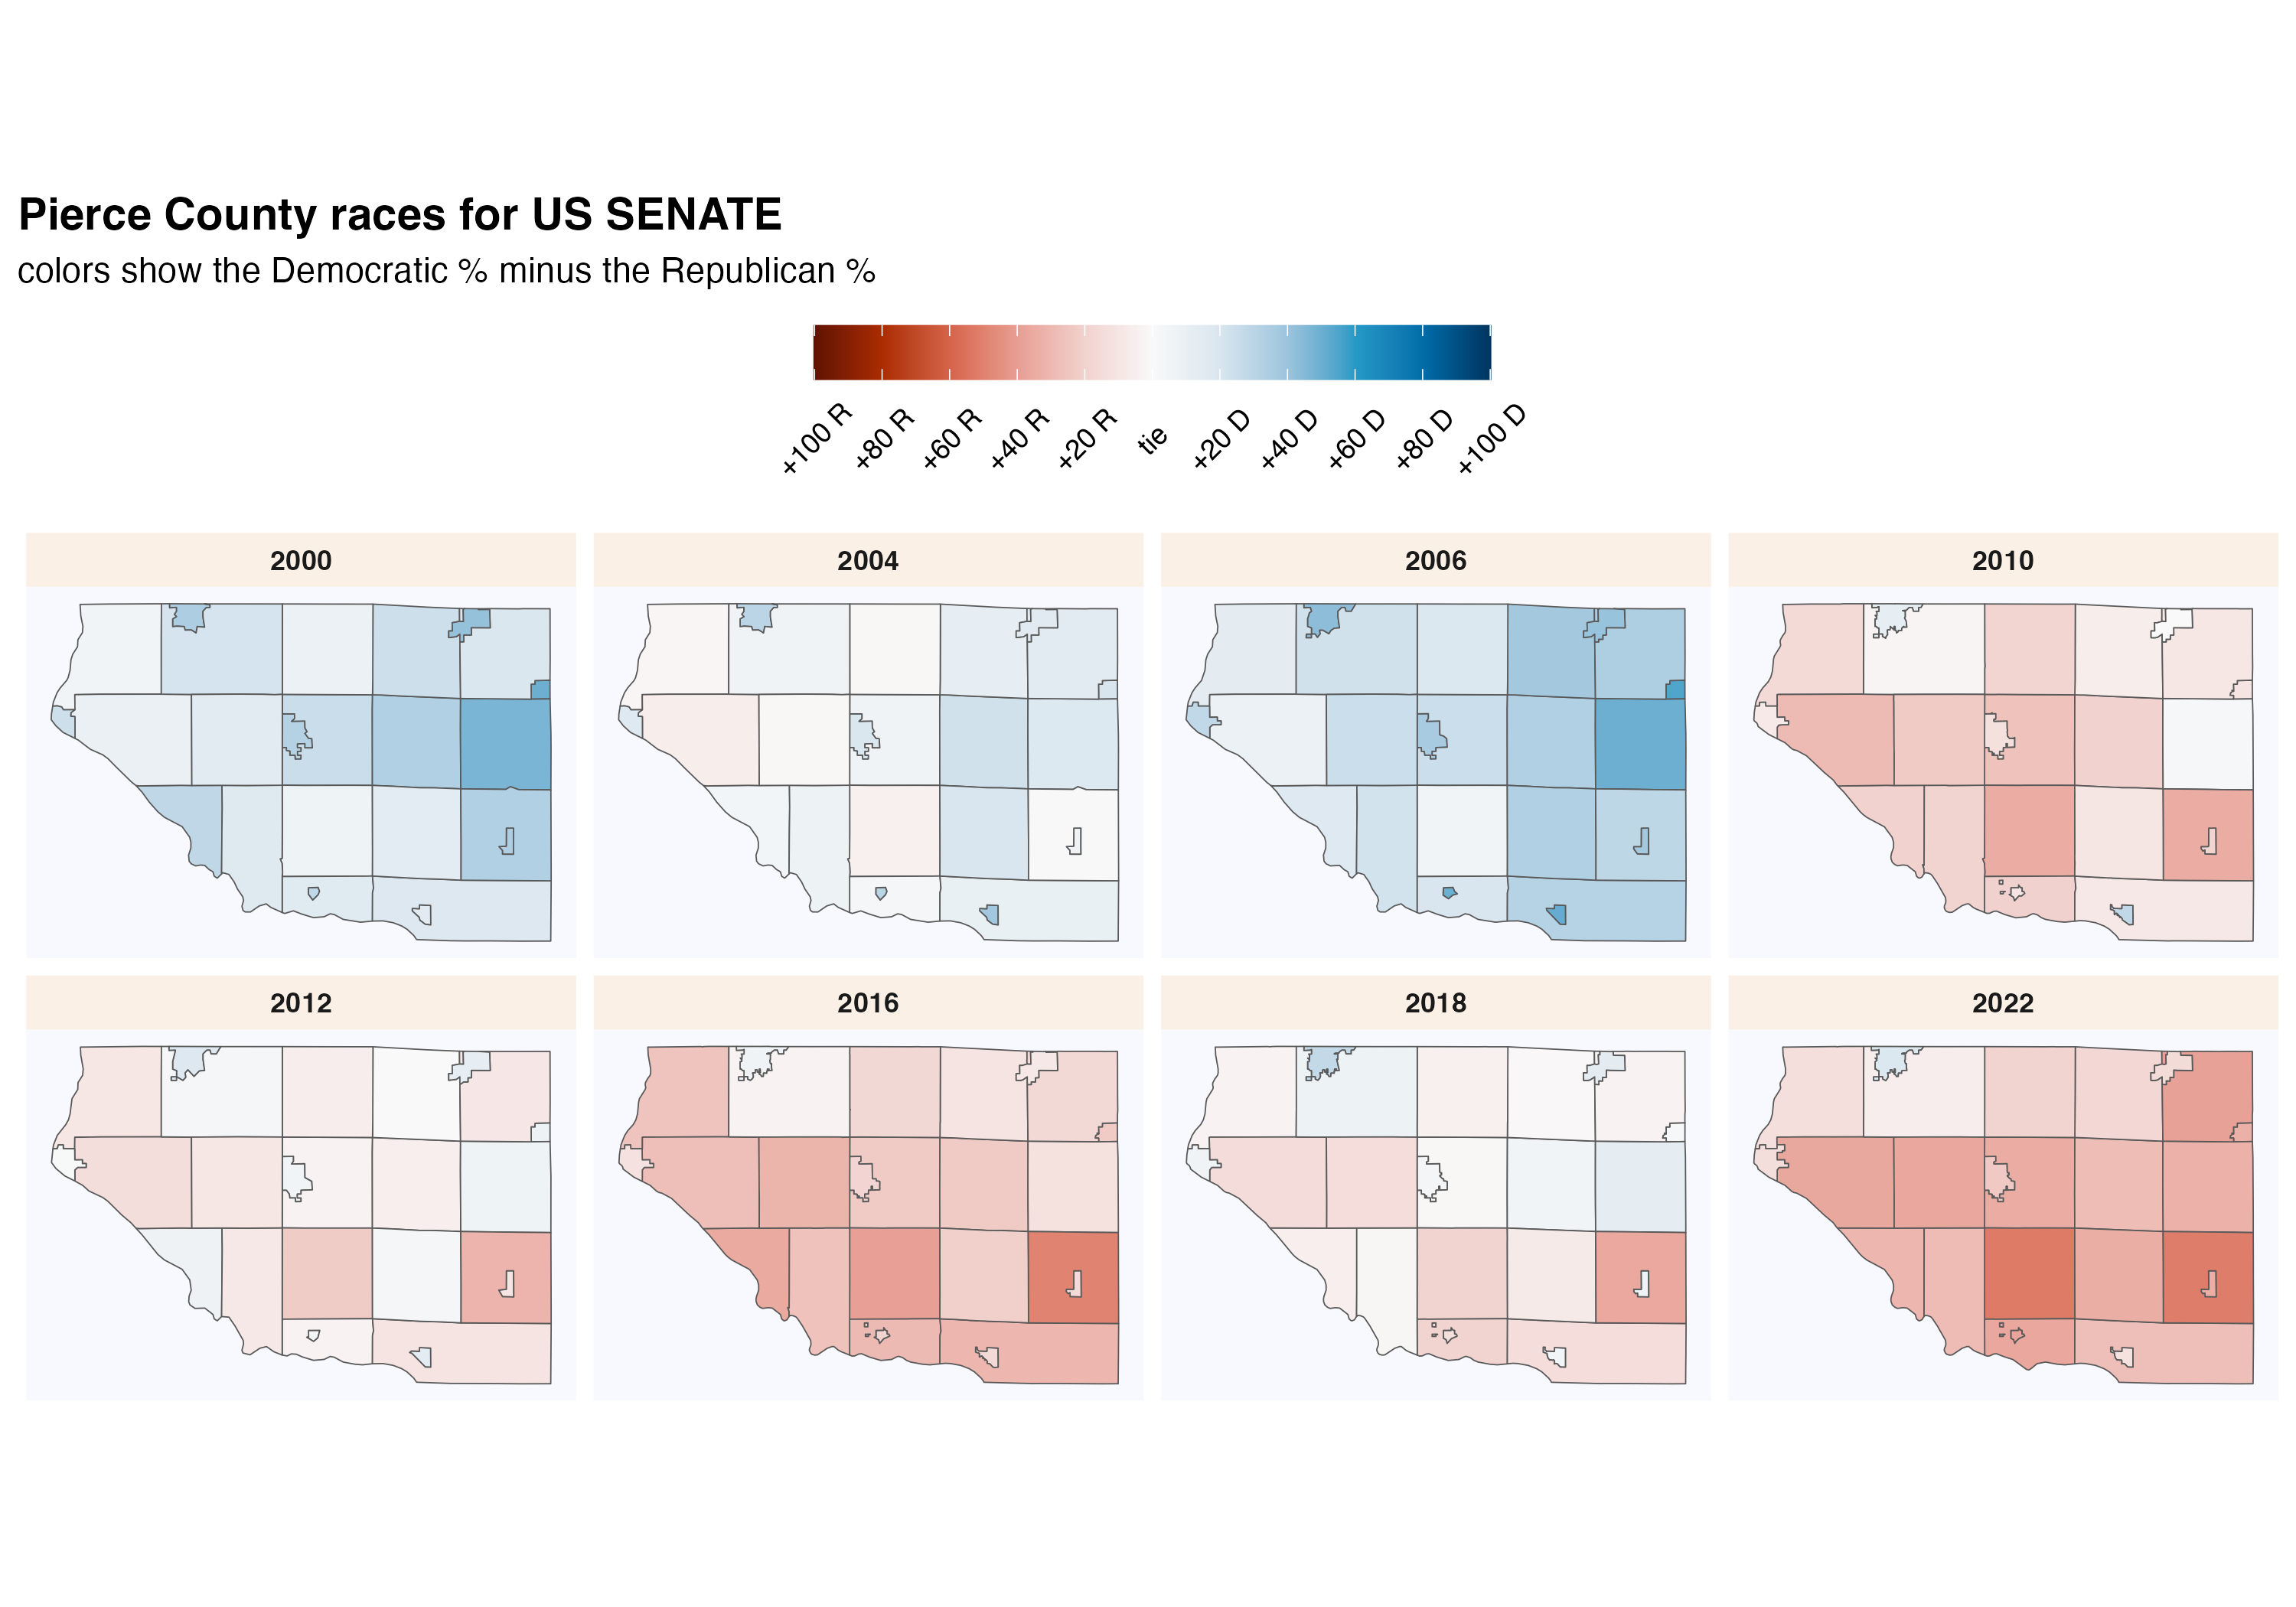 Pierce County races for US SENATE
colors show the Democratic % minus the Republican %
+100 R +80 R +60 R +40 R +20 R tie +20 D +40 D +60 D +80 D +100 D
2000 2004 2006 2010
2012 2016 2018 2022